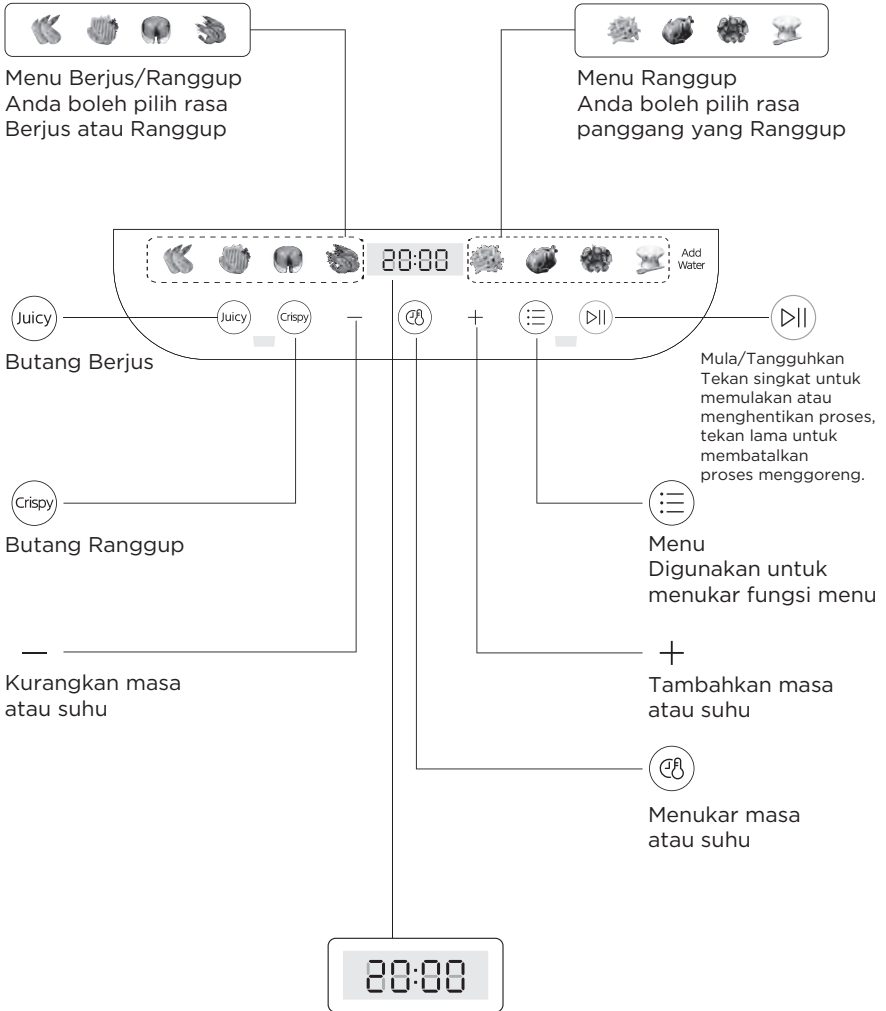 Menu Berjus/Ranggup
Anda boleh pilih rasa
Berjus atau Ranggup
Menu Ranggup
Anda boleh pilih rasa
panggang yang Ranggup
20:00
Add
Water
Juicy
Juicy
Crispy
Butang Berjus
Mula/Tangguhkan
Tekan singkat untuk
memulakan atau
menghentikan proses,
tekan lama untuk
membatalkan
proses menggoreng.
Crispy
Butang Ranggup
Menu
Digunakan untuk
menukar fungsi menu
Kurangkan masa
atau suhu
Tambahkan masa
atau suhu
Menukar masa
atau suhu
20:00